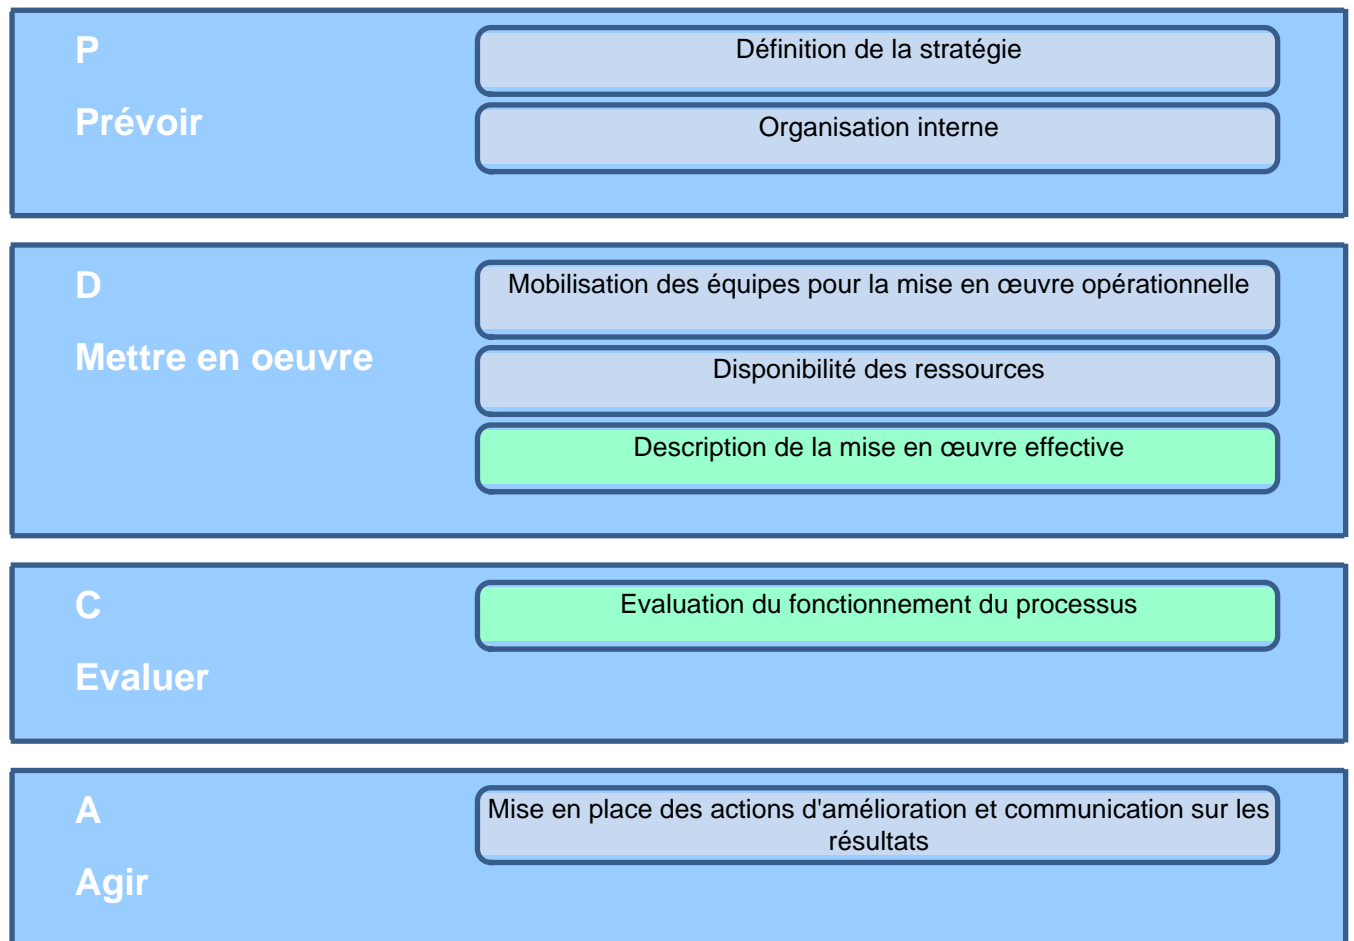 P
Prévoir
Définition de la stratégie
Organisation interne
D
Mettre en oeuvre
Mobilisation des équipes pour la mise en œuvre opérationnelle
Disponibilité des ressources
Description de la mise en œuvre effective
C
Evaluer
Evaluation du fonctionnement du processus
A
Agir
Mise en place des actions d'amélioration et communication sur les
résultats